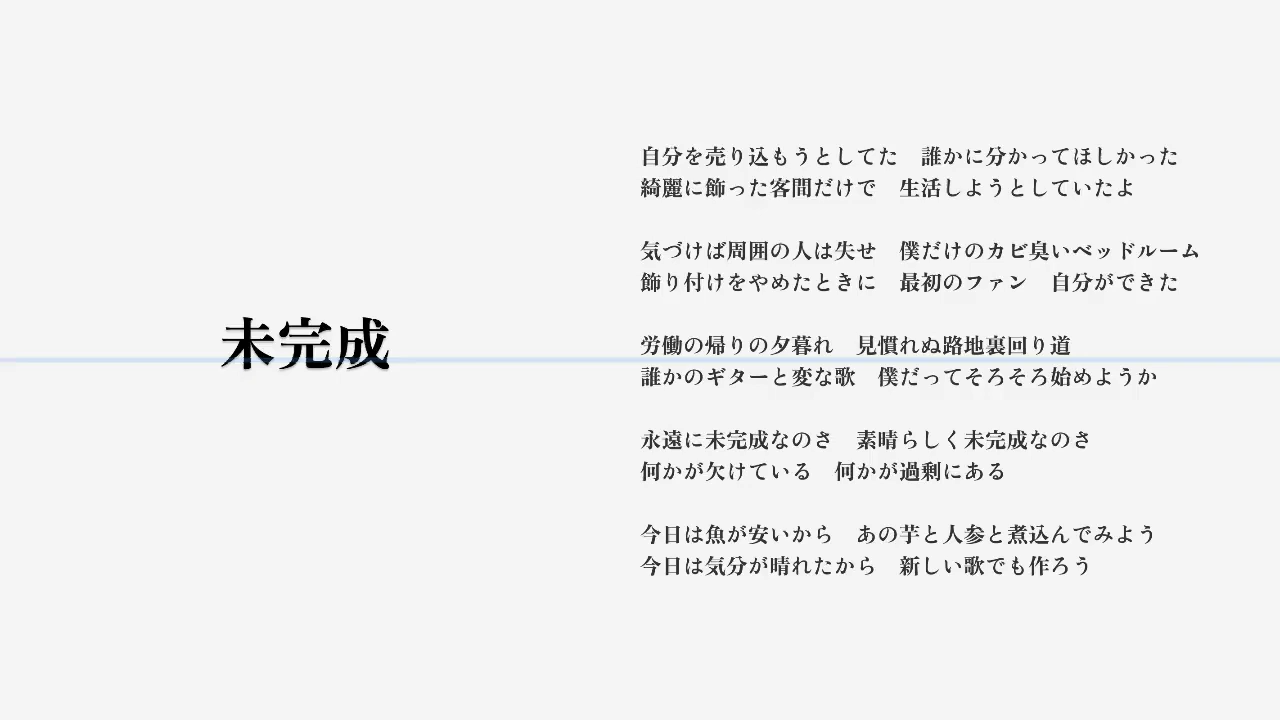 未完成
自分を売り込もうとしてた　誰かに分かってほしかった
綺麗に飾った客間だけで　生活しようとしていたよ
気づけば周囲の人は失せ　僕だけのカビ臭いベッドルーム
飾り付けをやめたときに　最初のファン　自分ができた
労働の帰りの夕暮れ　見慣れぬ路地裏回り道
誰かのギターと変な歌　僕だってそろそろ始めようか
永遠に未完成なのさ　素晴らしく未完成なのさ
何かが欠けている　何かが過剰にある
今日は魚が安いから　あの芋と人参と煮込んでみよう
今日は気分が晴れたから　新しい歌でも作ろう